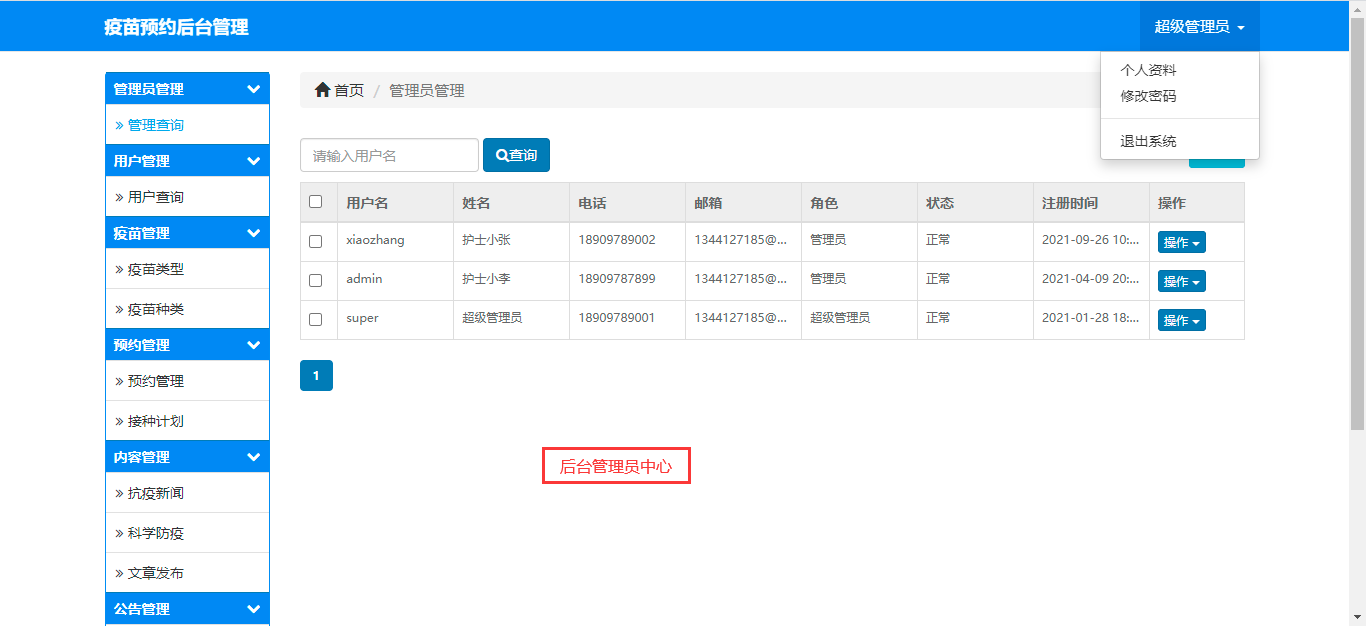 疫苗预约后台管理
超级管理员
个人资料
修改密码
退出系统
管理员管理
» 管理查询
用户管理
» 用户查询
疫苗管理
» 疫苗类型
» 疫苗种类
预约管理
» 预约管理
» 接种计划
内容管理
» 抗疫新闻
» 科学防疫
» 文章发布
公告管理
首页 / 管理员管理
请输入用户名 查询
用户名 姓名 电话 邮箱 角色 状态 注册时间 操作
xiaozhang 护士小张 18909789002 1344127185@... 管理员 正常 2021-09-26 10:... 操作
admin 护士小李 18909787899 1344127185@... 管理员 正常 2021-04-09 20:... 操作
super 超级管理员 18909789001 1344127185@... 超级管理员 正常 2021-01-28 18:... 操作
1
后台管理员中心